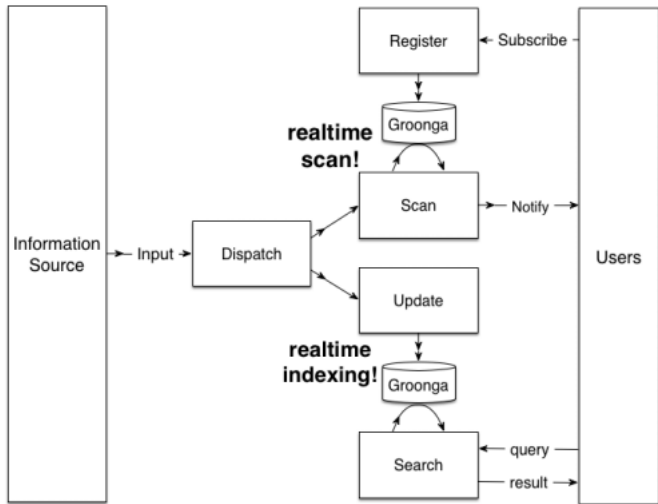 Register
Subscribe
Groonga
realtime
scan!
Scan
Notify
Information
Source
Input
Dispatch
Users
Update
realtime
indexing!
Groonga
Search
query
result